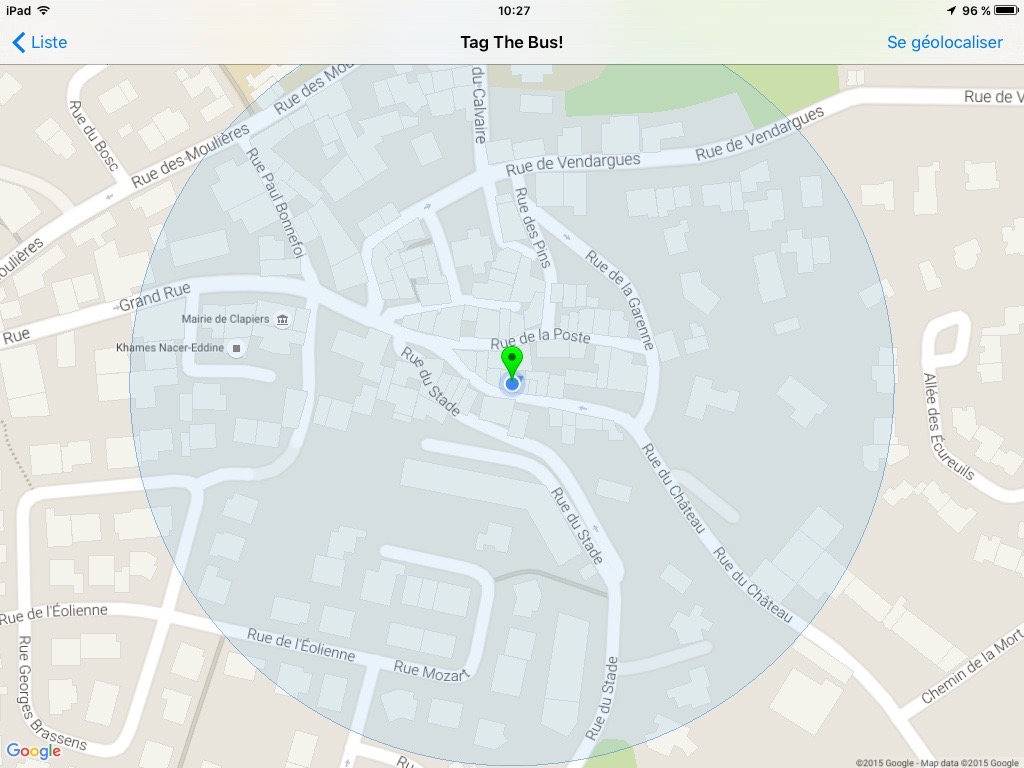 iPad
10:27
96 %
Liste
Tag The Bus!
Se géolocaliser
Rue du Bosc
Rue des Mou
du Calvaire
Rue de V
Rue des Moulières
Rue de Vendargues
Rue de Vendargues
Rue Paul Bonnefoi
Rue des Pins
oulières
Rue de la Garenne
Grand Rue
Mairie de Clapiers
Rue
Khames Nacer-Eddine
Rue de la Poste
Rue du Stade
Allée des Écureuils
Rue du Château
Rue du Stade
Rue du Château
Rue de l'Éolienne
Rue de l'Éolienne
Rue Mozart
Rue Georges Brassens
Rue du Stade
Chemin de la Mort
Ru
Google
©2015 Google - Map data ©2015 Google